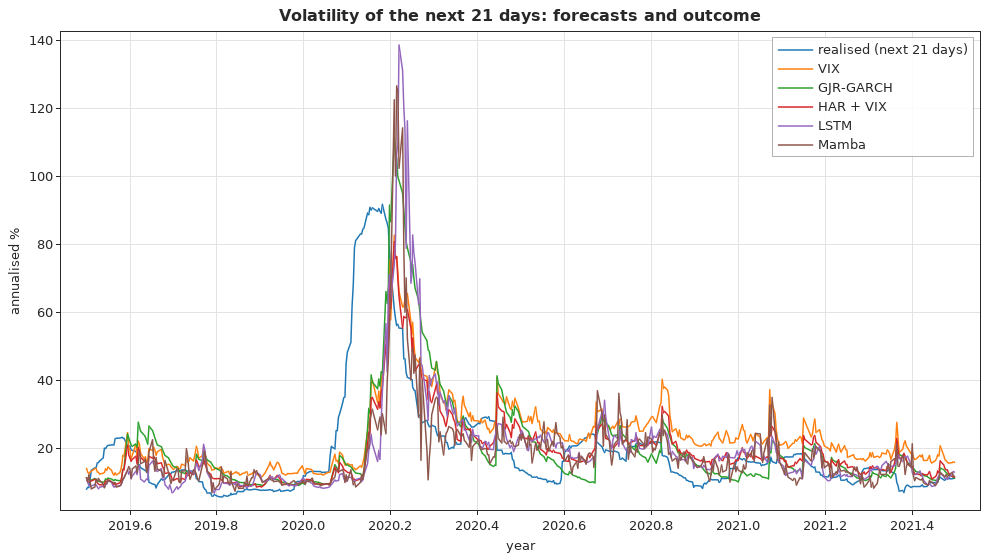 Volatility of the next 21 days: forecasts and outcome
annualised %
140
120
100
80
60
40
20
realised (next 21 days)
VIX
GJR-GARCH
HAR + VIX
LSTM
Mamba
2019.6
2019.8
2020.0
2020.2
2020.4
2020.6
2020.8
2021.0
2021.2
2021.4
year